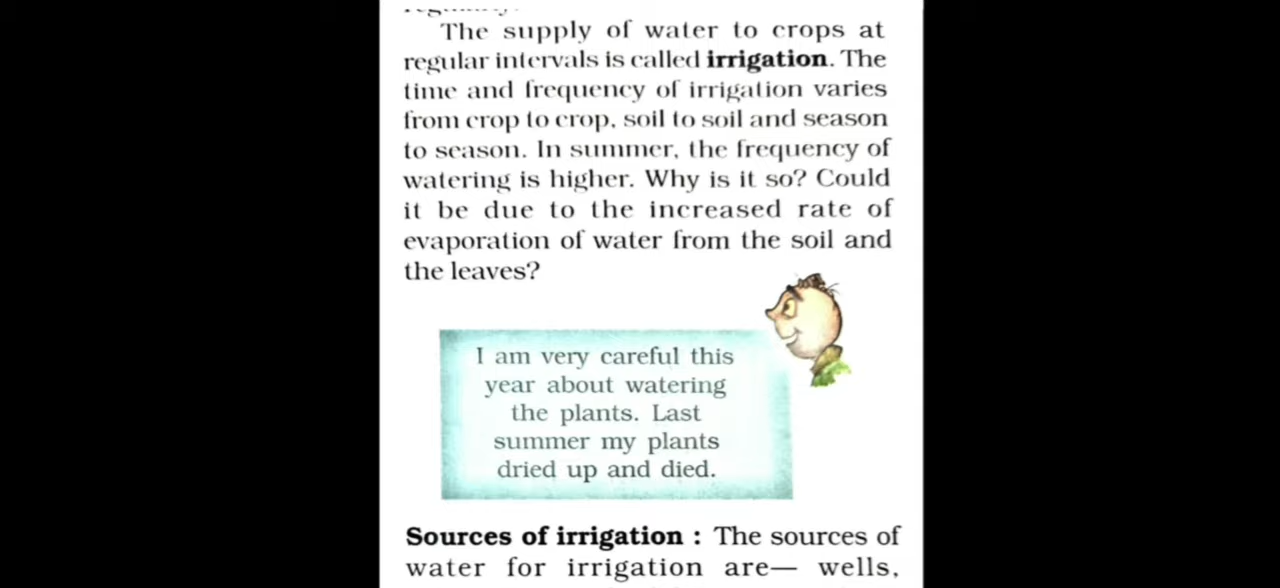 The supply of water to crops at
regular intervals is called irrigation. The
time and frequency of irrigation varies
from crop to crop, soil to soil and season
to season. In summer, the frequency of
watering is higher. Why is it so? Could
it be due to the increased rate of
evaporation of water from the soil and
the leaves?
I am very careful this
year about watering
the plants. Last
summer my plants
dried up and died.
Sources of irrigation : The sources of
water for irrigation are— wells,